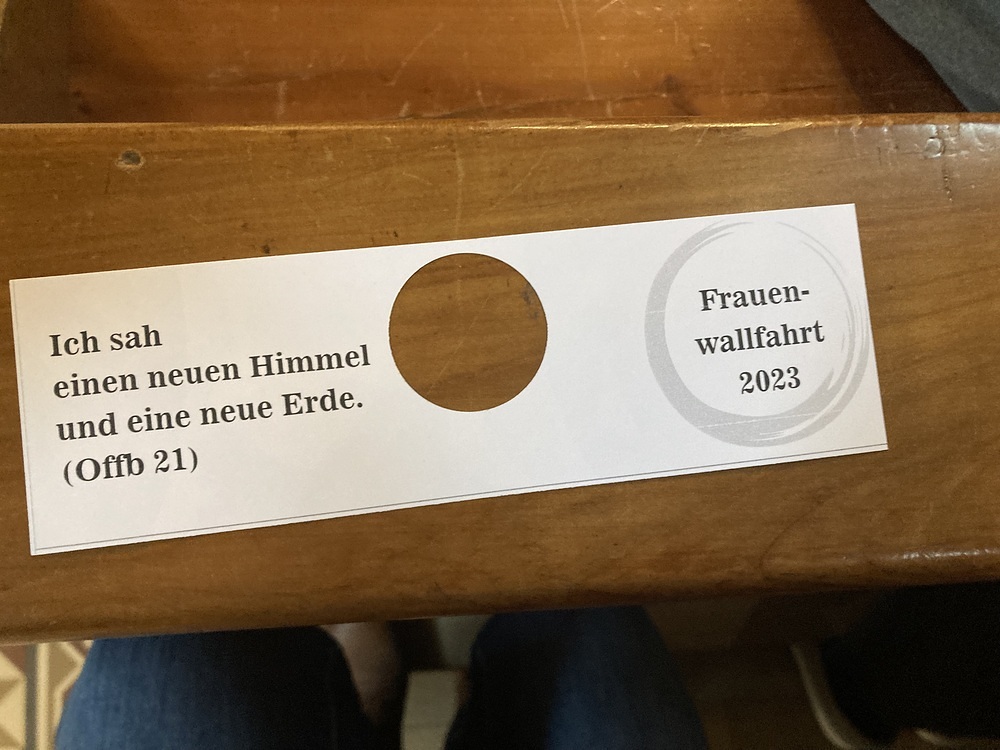 Ich sah
einen neuen Himmel
und eine neue Erde.
(Offb 21)
Frauen-
wallfahrt
2023